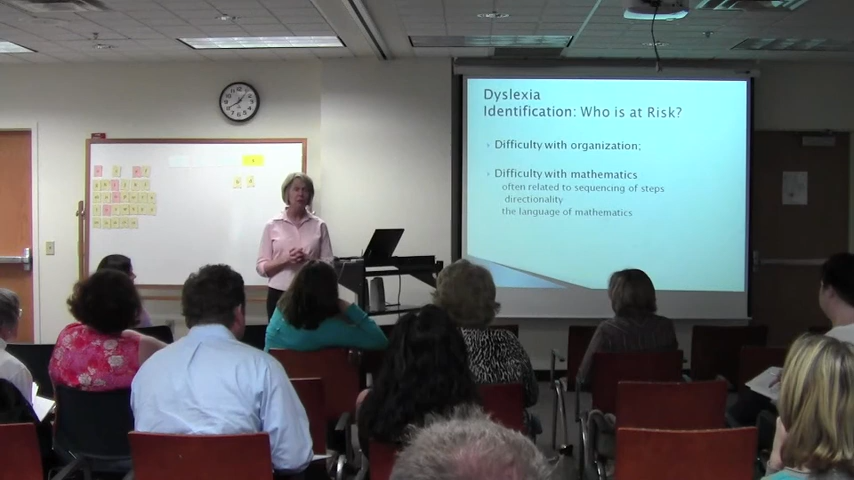 Dyslexia
Identification: Who is at Risk?
Difficulty with organization;
Difficulty with mathematics
often related to sequencing of steps
directionality
the language of mathematics